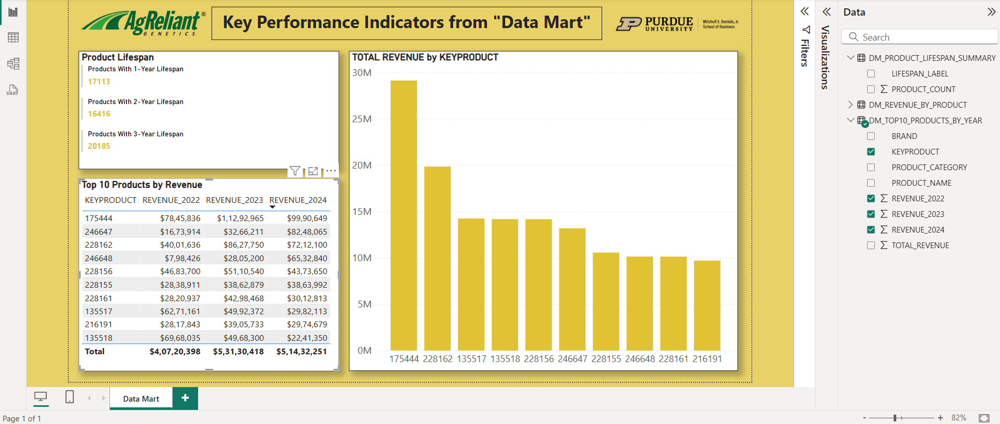 AgReliant®
GENETICS
Key Performance Indicators from "Data Mart"
PURDUE
UNIVERSITY
Mitchell E. Daniels, Jr.
School of Business
Product Lifespan
Products With 1-Year Lifespan
17113
Products With 2-Year Lifespan
16416
Products With 3-Year Lifespan
20185
Top 10 Products by Revenue
KEYPRODUCT REVENUE_2022 REVENUE_2023 REVENUE_2024
175444 $78,45,836 $1,12,92,965 $99,90,649
246647 $16,73,914 $32,66,211 $82,48,065
228162 $40,01,636 $86,27,750 $72,12,100
246648 $7,98,426 $28,05,200 $65,32,840
228156 $46,83,700 $51,10,540 $43,73,650
228155 $28,38,911 $38,62,879 $38,63,992
228161 $28,20,937 $42,98,468 $30,12,813
135517 $62,71,161 $49,92,372 $29,82,113
216191 $28,17,843 $39,05,733 $29,74,679
135518 $69,68,035 $49,68,300 $22,41,350
Total $4,07,20,398 $5,31,30,418 $5,14,32,251
TOTAL REVENUE by KEYPRODUCT
30M
25M
20M
15M
10M
5M
0M
175444 228162 135517 135518 228156 246647 228155 246648 228161 216191
Filters
Visualizations
Data
Search
DM_PRODUCT_LIFESPAN_SUMMARY
LIFESPAN_LABEL
∑ PRODUCT_COUNT
DM_REVENUE_BY_PRODUCT
DM_TOP10_PRODUCTS_BY_YEAR
BRAND
KEYPRODUCT
PRODUCT_CATEGORY
PRODUCT_NAME
∑ REVENUE_2022
∑ REVENUE_2023
∑ REVENUE_2024
∑ TOTAL_REVENUE
DAX
Data Mart
+
Page 1 of 1
- + 82%